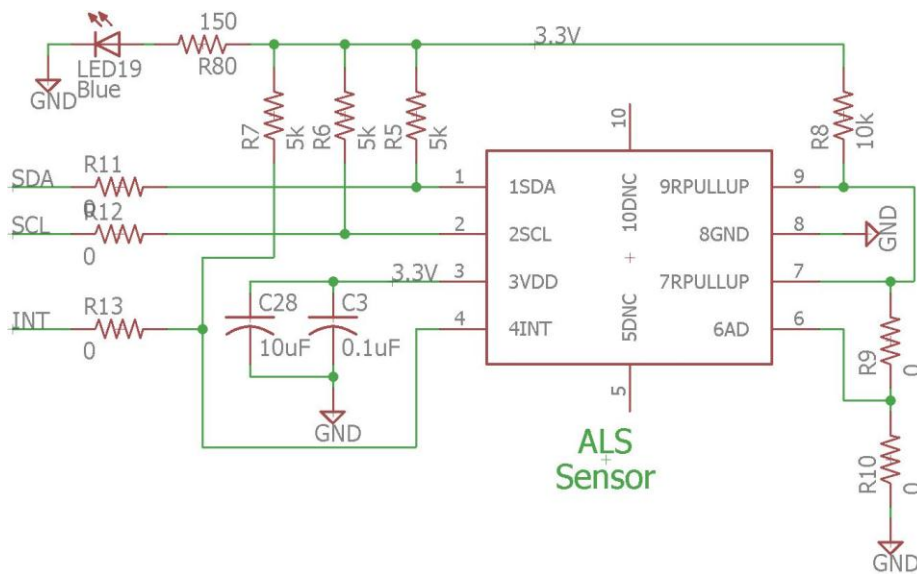 150
3.3V
LED19
R80
Blue
GND
R7
5k
R6
5k
R5
5k
R8
10k
10
SDA
R11
0
1
1SDA
10DNC
9RPULLUP
9
SCL
R12
0
2
2SCL
8GND
8
GND
3.3V
3
3VDD
7RPULLUP
7
INT
R13
0
C28
10uF
C3
0.1uF
4
4INT
5DNC
6AD
6
R9
0
5
GND
ALS
Sensor
R10
0
GND